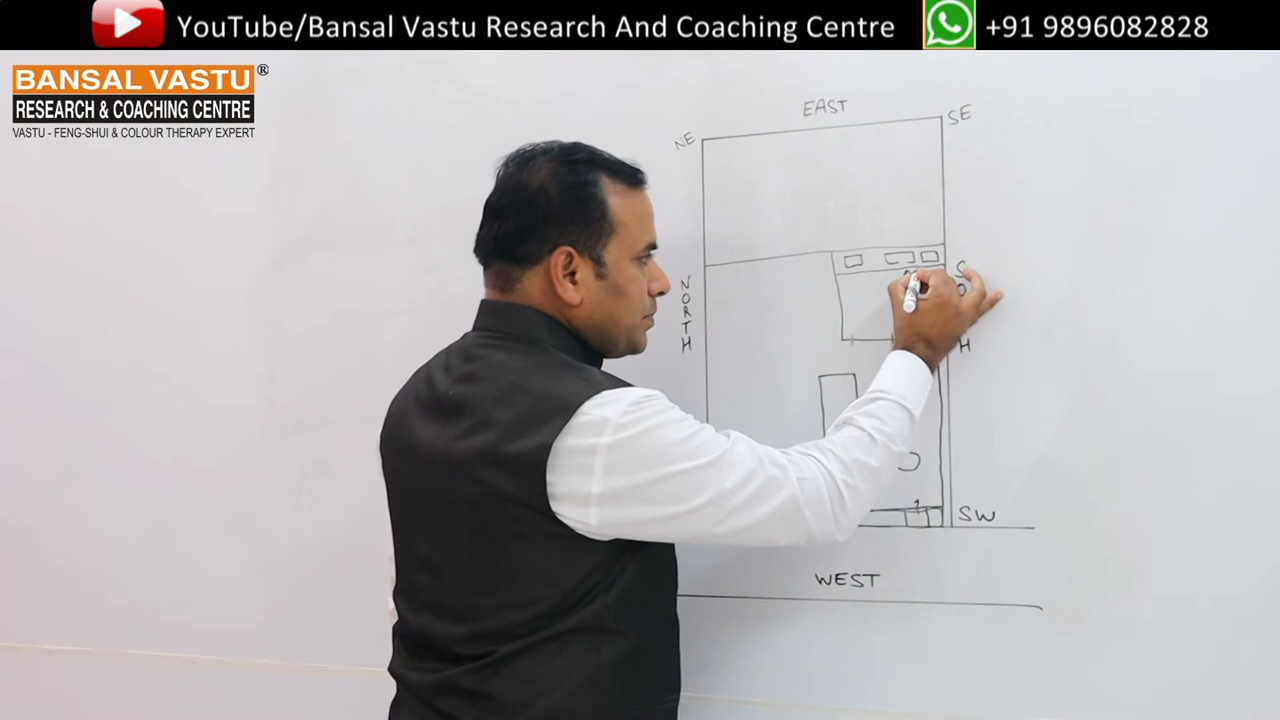 YouTube/Bansal Vastu Research And Coaching Centre
+91 9896082828
BANSAL VASTU®
RESEARCH & COACHING CENTRE
VASTU - FENG-SHUI & COLOUR THERAPY EXPERT
EAST
NE
SE
NORTH
SW
WEST